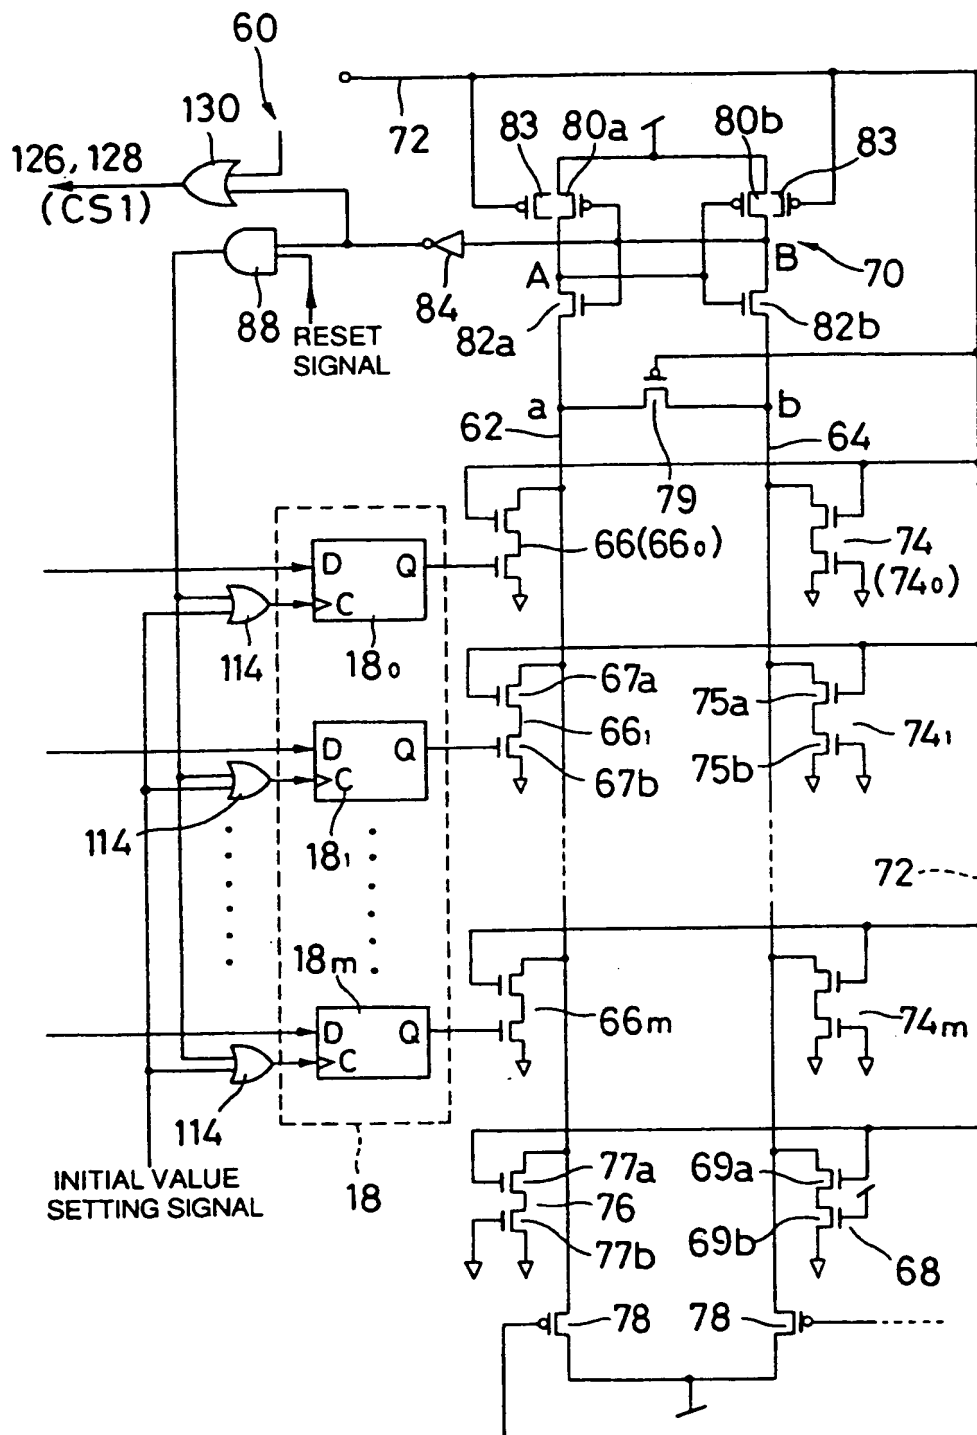 60
130
126, 128
(CS1)
72
83
80a
80b
83
88
RESET
SIGNAL
84
A
B
70
82a
82b
a
b
62
64
79
66(66₀)
74
(74₀)
D
Q
C
18₀
114
67a
66₁
67b
75a
75b
74₁
D
Q
C
18₁
114
72
18m
D
Q
C
66m
74m
114
18
INITIAL VALUE
SETTING SIGNAL
77a
76
77b
69a
69b
68
78
78